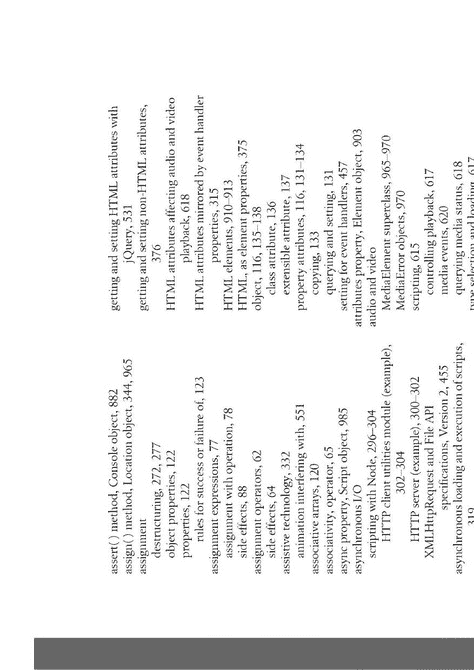 assert( ) method, Console object, 882
assign( ) method, Location object, 344, 965
assignment
destructuring, 272, 277
object properties, 122
properties, 122
rules for success or failure of, 123
assignment expressions, 77
assignment with operation, 78
side effects, 88
assignment operators, 62
side effects, 64
assistive technology, 332
animation interfering with, 551
associative arrays, 120
associativity, operator, 65
async property, Script object, 985
asynchronous I/O
scripting with Node, 296–304
HTTP client utilities module (example),
302–304
HTTP server (example), 300–302
XMLHttpRequest and File API
specifications, Version 2, 455
asynchronous loading and execution of scripts,
319
getting and setting HTML attributes with
jQuery, 531
getting and setting non-HTML attributes,
376
HTML attributes affecting audio and video
playback, 618
HTML attributes mirrored by event handler
properties, 315
HTML elements, 910–913
HTML, as element properties, 375
object, 116, 135–138
class attribute, 136
extensible attribute, 137
property attributes, 116, 131–134
copying, 133
querying and setting, 131
setting for event handlers, 457
attributes property, Element object, 903
audio and video
MediaElement superclass, 965–970
MediaError objects, 970
scripting, 615
controlling playback, 617
media events, 620
querying media status, 618
type selection and loading, 617